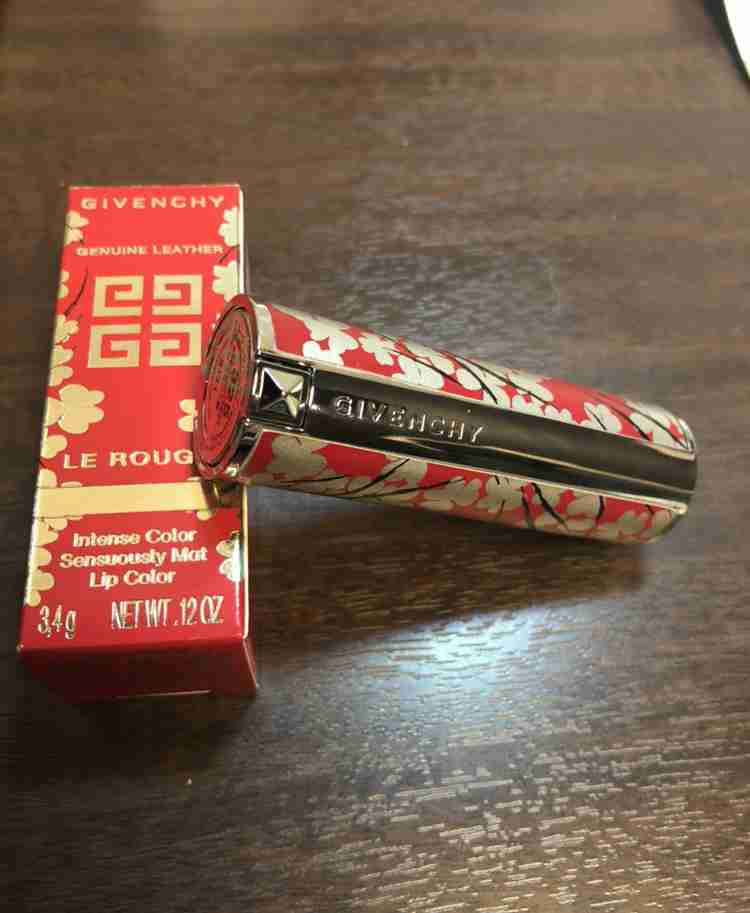 GIVENCHY
GENUINE LEATHER
LE ROUG
Intense Color
Sensuously Mat
Lip Color
3,4g NET WT. .12 OZ.
GIVENCHY